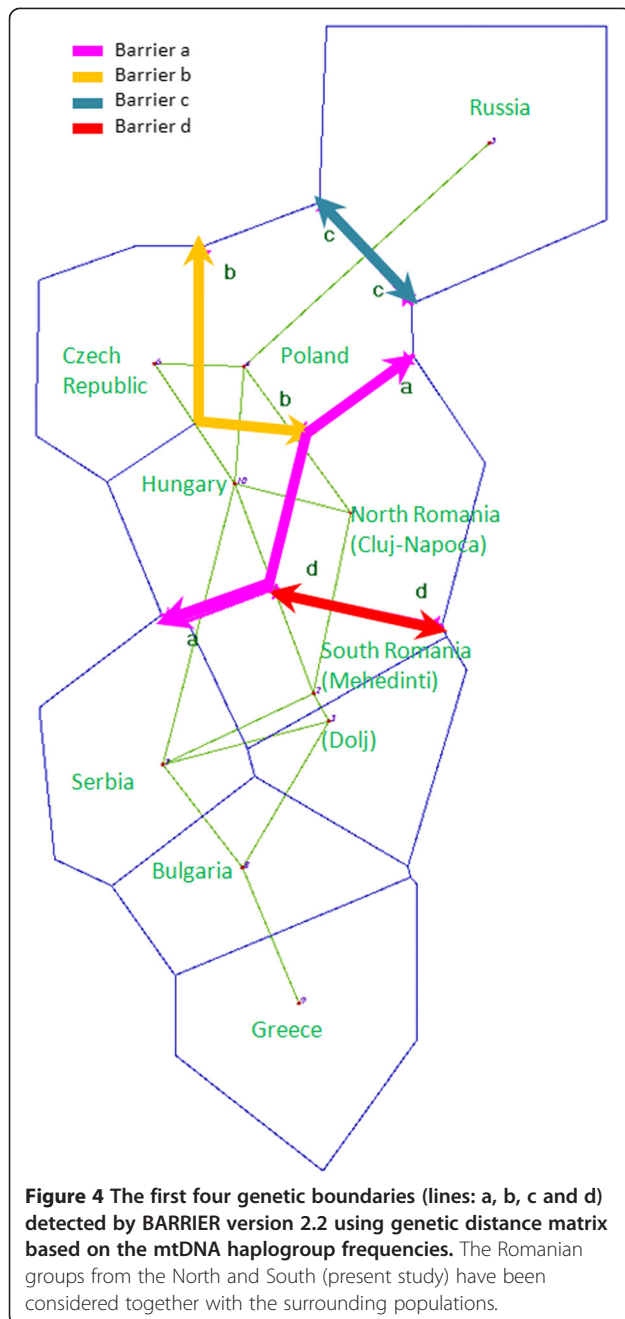 Barrier a
Barrier b
Barrier c
Barrier d
Russia
c
c
b
Czech
Republic
Poland
b
a
Hungary
10
North Romania
(Cluj-Napoca)
d
d
a
South Romania
(Mehedinti)
2
(Dolj)
Serbia
Bulgaria
Greece
Figure 4 The first four genetic boundaries (lines: a, b, c and d)
detected by BARRIER version 2.2 using genetic distance matrix
based on the mtDNA haplogroup frequencies. The Romanian
groups from the North and South (present study) have been
considered together with the surrounding populations.